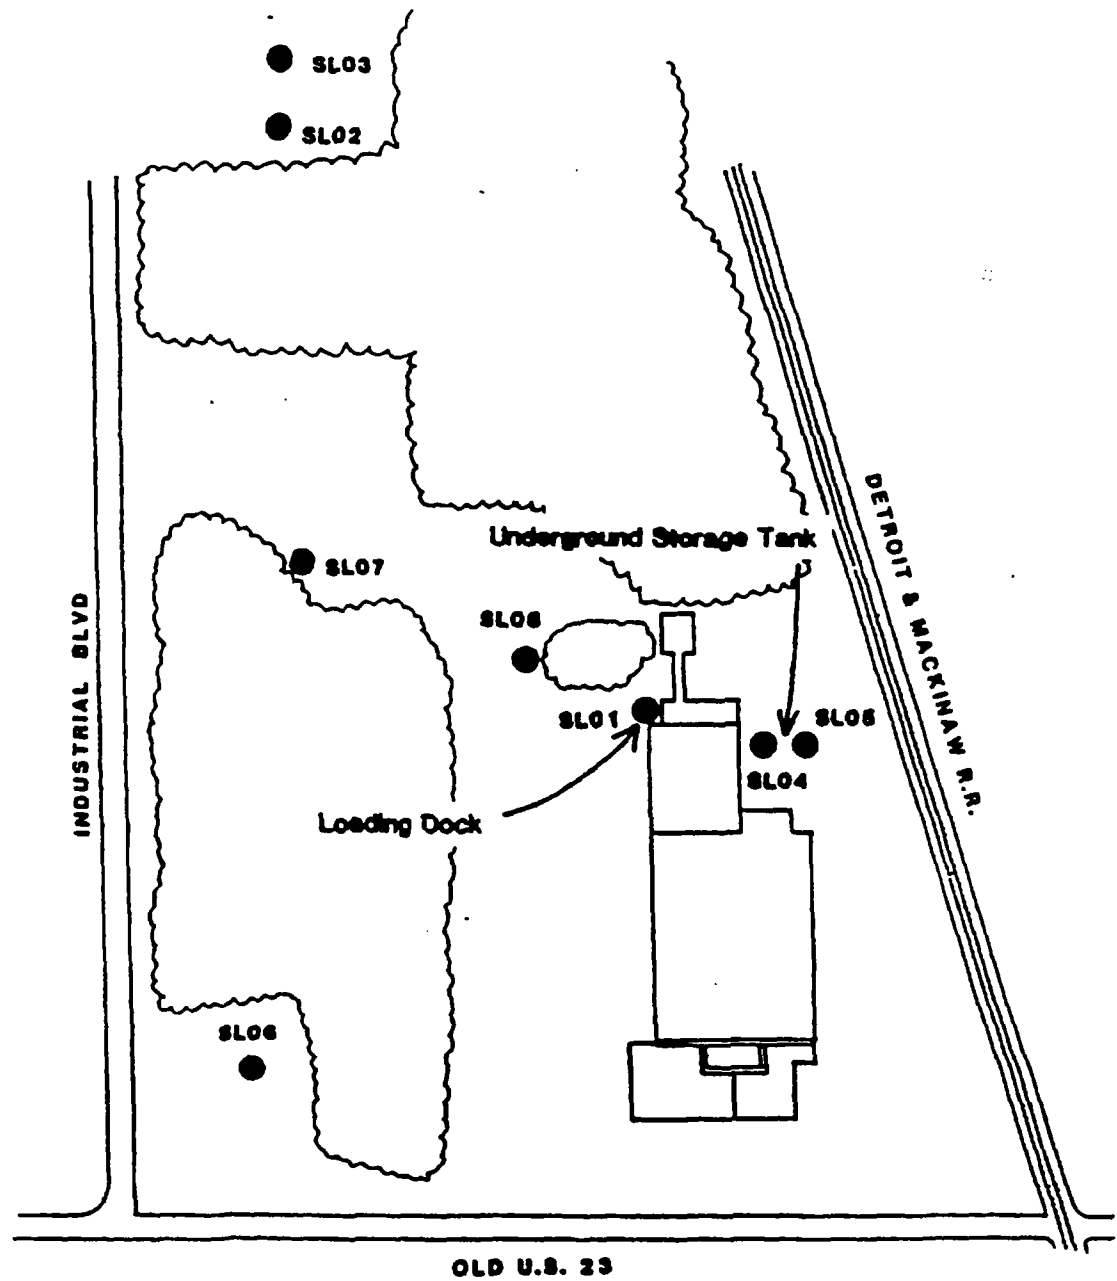 SL03
SL02
Underground Storage Tank
DETROIT & MACKINAW R.R.
SL07
SL08
INDUSTRIAL BLVD
SL01
SL05
SL04
Loading Dock
SL06
OLD U.S. 23